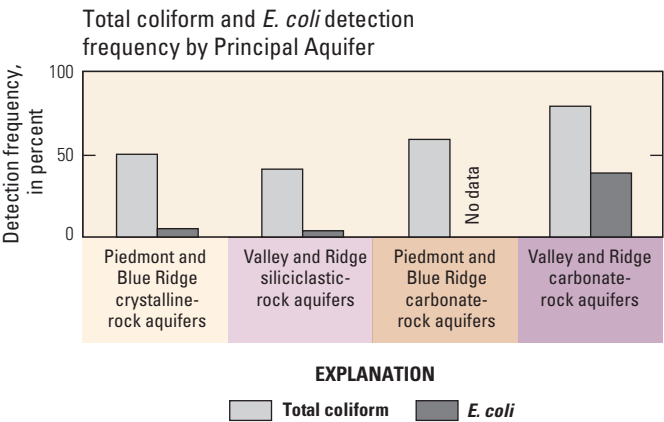 Total coliform and E. coli detection
frequency by Principal Aquifer
Detection frequency,
in percent
100
50
0
No data
Piedmont and
Blue Ridge
crystalline-
rock aquifers
Valley and Ridge
siliciclastic-
rock aquifers
Piedmont and
Blue Ridge
carbonate-
rock aquifers
Valley and Ridge
carbonate-
rock aquifers
EXPLANATION
Total coliform
E. coli